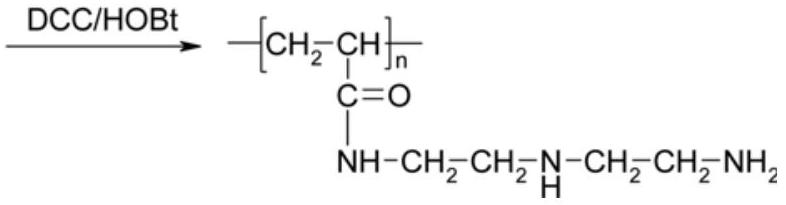 DCC/HOBt
[CH₂-CH]ₙ
C=O
NH-CH₂-CH₂-N-CH₂-CH₂-NH₂
H